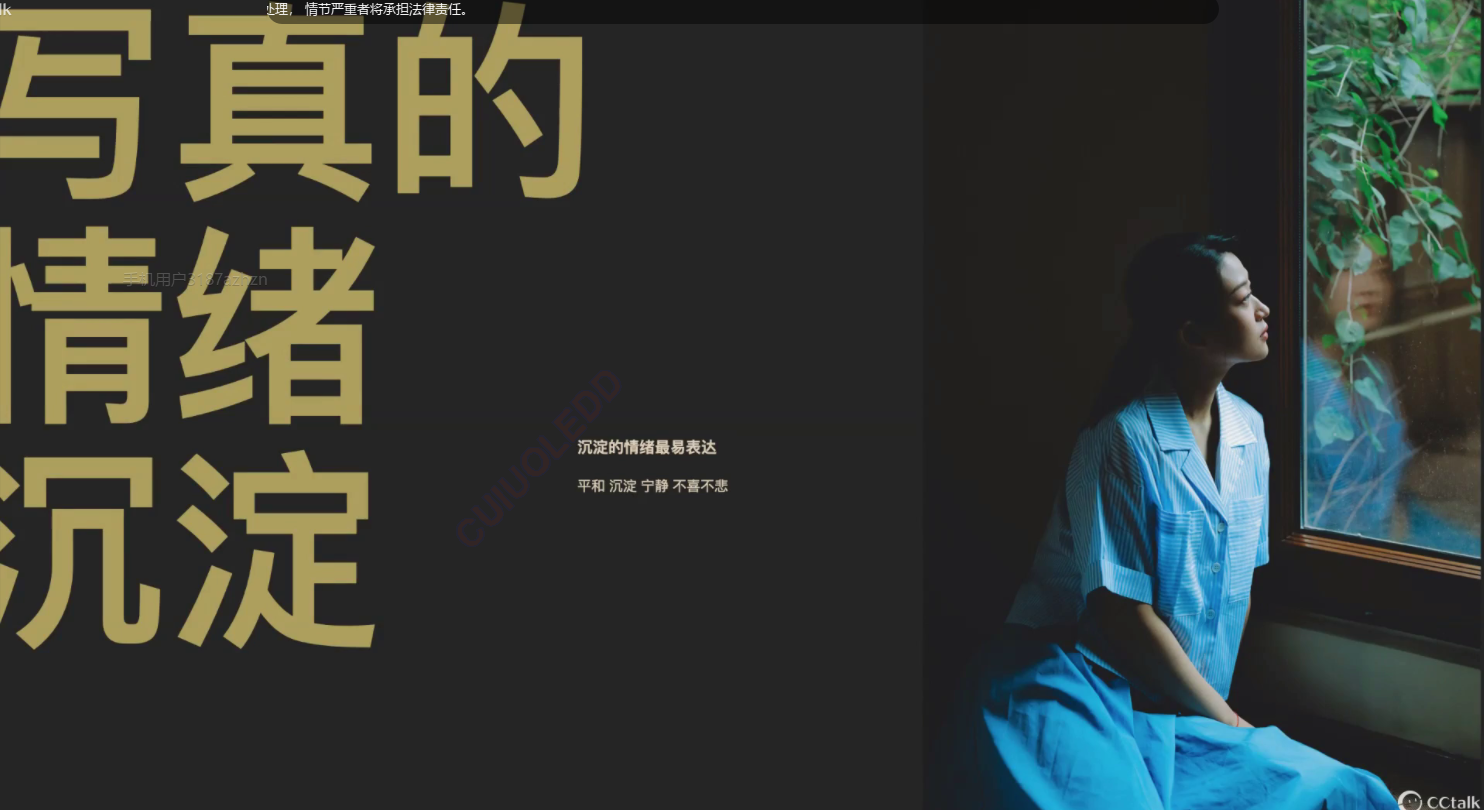 lk
理， 情节严重者将承担法律责任。
写真的
情绪
沉淀
沉淀的情绪最易表达
平和 沉淀 宁静 不喜不悲
CUIUOLEDD
CCtalk